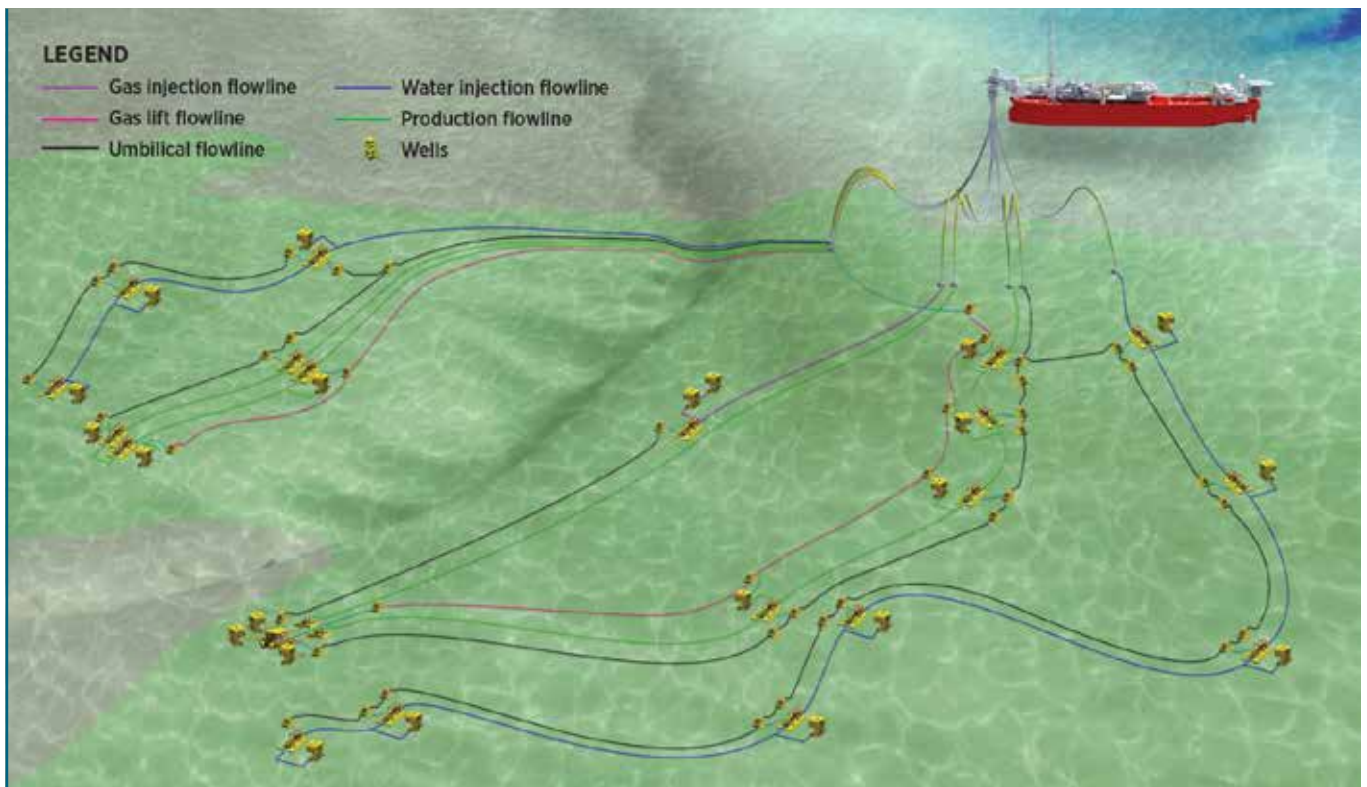 LEGEND
Gas injection flowline
Water injection flowline
Gas lift flowline
Production flowline
Umbilical flowline
Wells